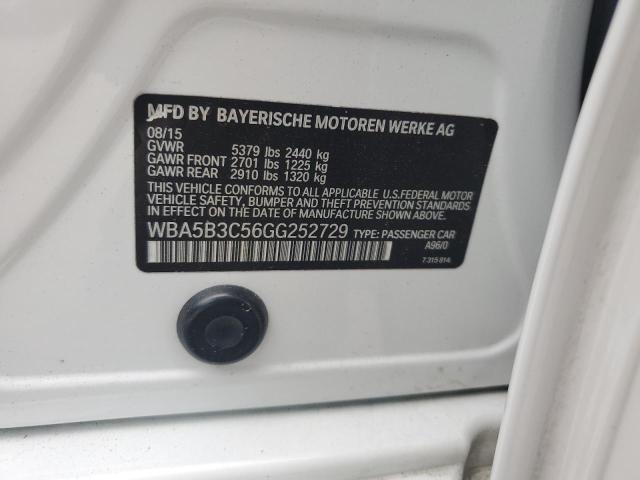 MFD BY BAYERISCHE MOTOREN WERKE AG
08/15
GVWR 5379 lbs 2440 kg
GAWR FRONT 2701 lbs 1225 kg
GAWR REAR 2910 lbs 1320 kg
THIS VEHICLE CONFORMS TO ALL APPLICABLE U.S.FEDERAL MOTOR
VEHICLE SAFETY, BUMPER AND THEFT PREVENTION STANDARDS
IN EFFECT ON THE DATE OF MANUFACTURE SHOWN ABOVE.
WBA5B3C56GG252729 TYPE: PASSENGER CAR
A96/0
7 315 814